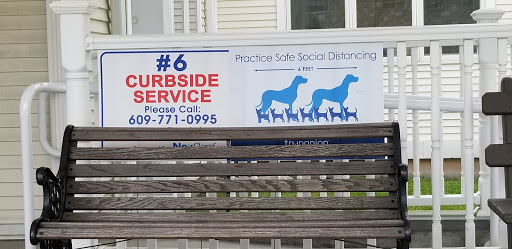 #6
CURBSIDE
SERVICE
Please Call:
609-771-0995
Practice Safe Social Distancing
6 FEET
trupanion